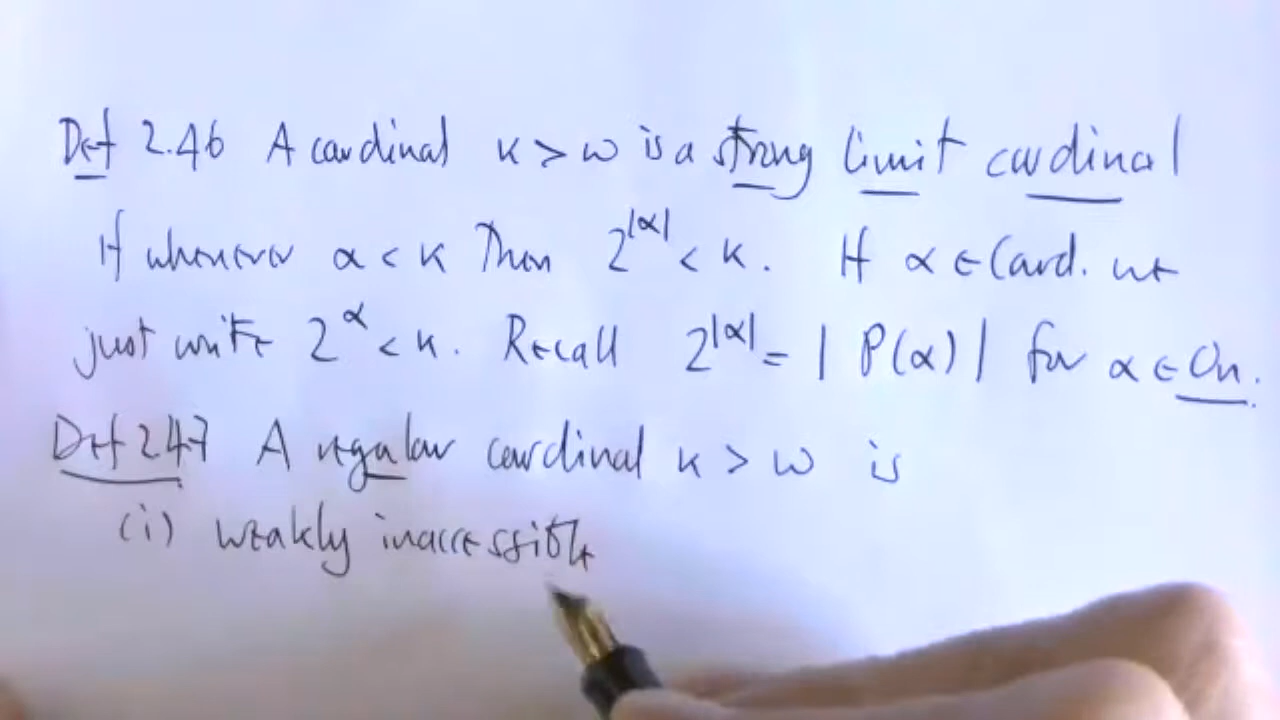 Def 2.46 A cardinal κ > ω is a strong limit cardinal
If whenever α < κ Then 2^|α| < κ. If α ∈ Card. we
just write 2^α < κ. Recall 2^|α| = | P(α) | for α ∈ On.
Def 2.47 A regular cardinal κ > ω is
(i) weakly inaccessible